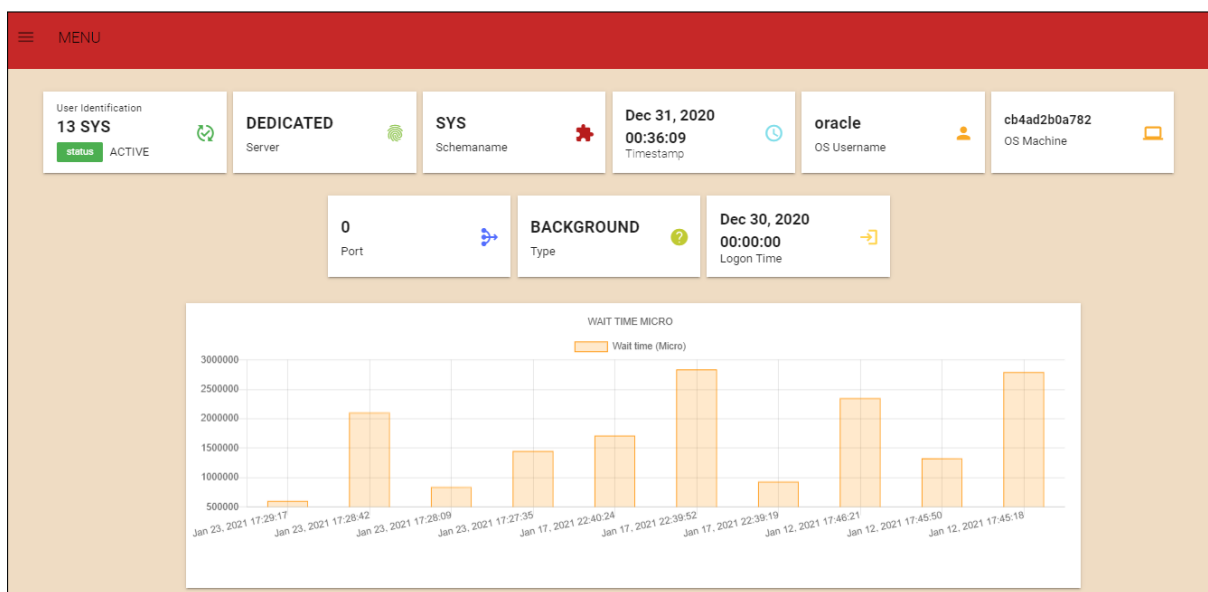 MENU
User Identification
13 SYS
status ACTIVE
DEDICATED
Server
SYS
Schemaname
Dec 31, 2020
00:36:09
Timestamp
oracle
OS Username
cb4ad2b0a782
OS Machine
0
Port
BACKGROUND
Type
Dec 30, 2020
00:00:00
Logon Time
WAIT TIME MICRO
Wait time (Micro)
3000000
2500000
2000000
1500000
1000000
500000
Jan 23, 2021 17:29:17
Jan 23, 2021 17:28:42
Jan 23, 2021 17:28:09
Jan 23, 2021 17:27:35
Jan 17, 2021 22:40:24
Jan 17, 2021 22:39:52
Jan 17, 2021 22:39:19
Jan 12, 2021 17:46:21
Jan 12, 2021 17:45:50
Jan 12, 2021 17:45:18